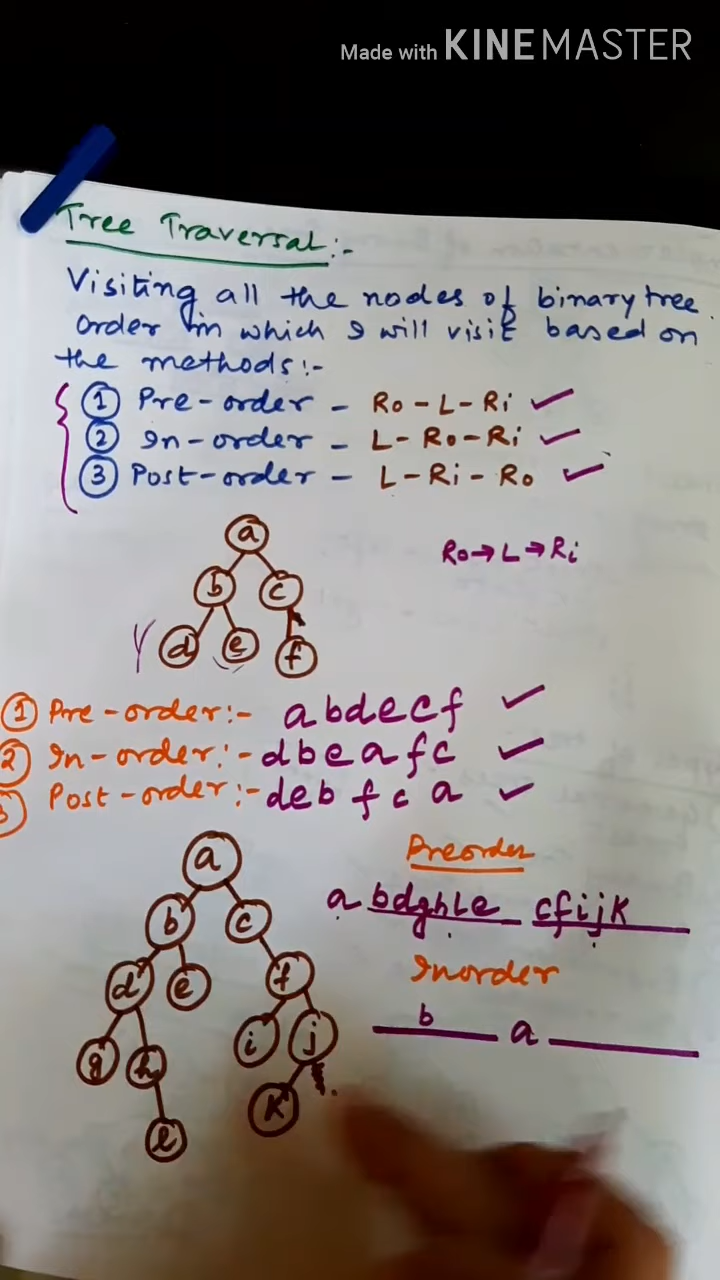 Made with KINEMASTER
Tree Traversal:-
Visiting all the nodes of binary tree.
Order in which I will visit based on
the methods:-
① Pre-order - Ro-L-Ri ✓
② In-order - L-Ro-Ri ✓
③ Post-order - L-Ri-Ro ✓
a
Ro→L→Ri
b c
d e f
① Pre-order:- abdecf ✓
2 In-order:- dbeafc ✓
3 Post-order:- deb f c a ✓
a
Preorder
a bdghle cfijk
b c
Inorder
d e f
b a
g h i j
k
l